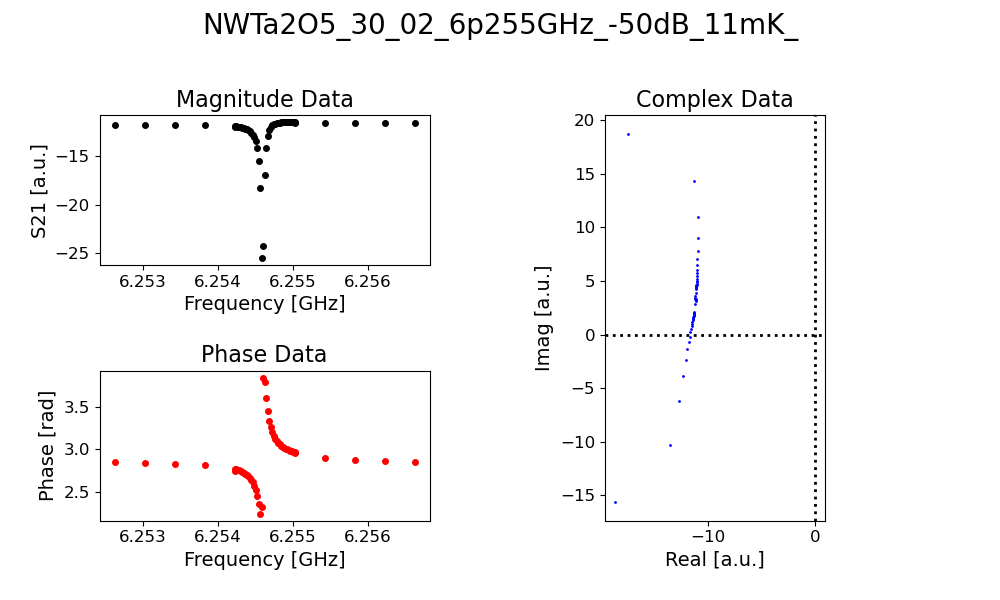 NWTa2O5_30_02_6p255GHz_-50dB_11mK_
Magnitude Data
S21 [a.u.]
−15
−20
−25
6.253 6.254 6.255 6.256
Frequency [GHz]
Phase Data
Phase [rad]
3.5
3.0
2.5
6.253 6.254 6.255 6.256
Frequency [GHz]
Complex Data
Imag [a.u.]
20
15
10
5
0
−5
−10
−15
−10 0
Real [a.u.]